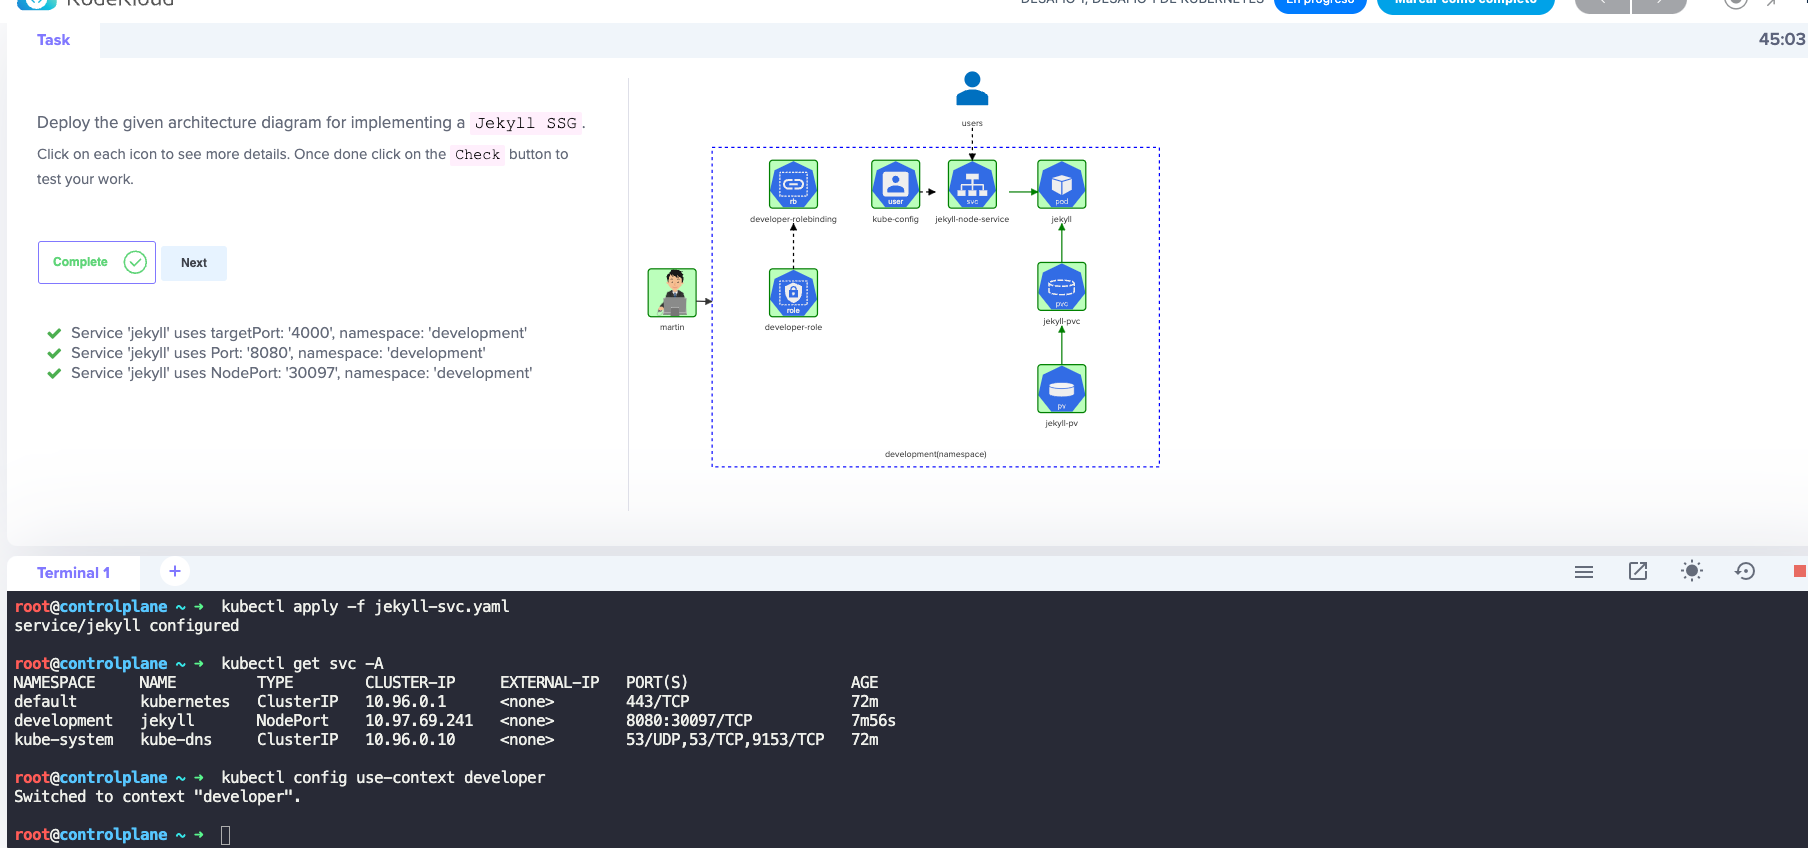 KodeKloud
DESAFÍO 1, DESAFÍO 1 DE KUBERNETES
En progreso
Marcar como completo
Task
45:03
Deploy the given architecture diagram for implementing a Jekyll SSG.
Click on each icon to see more details. Once done click on the Check button to
test your work.
Complete
Next
Service 'jekyll' uses targetPort: '4000', namespace: 'development'
Service 'jekyll' uses Port: '8080', namespace: 'development'
Service 'jekyll' uses NodePort: '30097', namespace: 'development'
users
rb
user
svc
pod
developer-rolebinding
kube-config
jekyll-node-service
jekyll
role
pvc
martin
developer-role
jekyll-pvc
pv
jekyll-pv
development(namespace)
Terminal 1
+
root@controlplane ~ ➜ kubectl apply -f jekyll-svc.yaml
service/jekyll configured
root@controlplane ~ ➜ kubectl get svc -A
NAMESPACE NAME TYPE CLUSTER-IP EXTERNAL-IP PORT(S) AGE
default kubernetes ClusterIP 10.96.0.1 <none> 443/TCP 72m
development jekyll NodePort 10.97.69.241 <none> 8080:30097/TCP 7m56s
kube-system kube-dns ClusterIP 10.96.0.10 <none> 53/UDP,53/TCP,9153/TCP 72m
root@controlplane ~ ➜ kubectl config use-context developer
Switched to context "developer".
root@controlplane ~ ➜